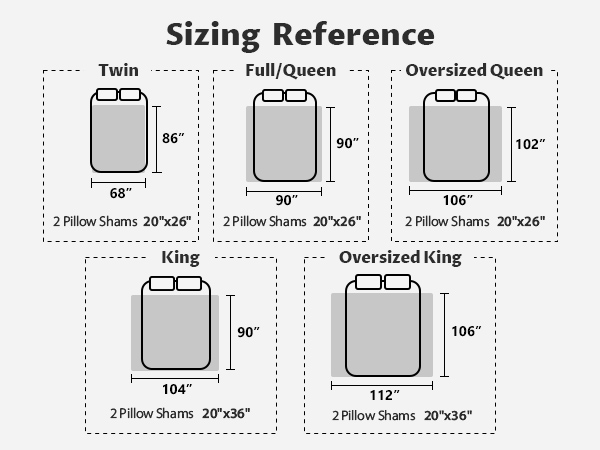 Sizing Reference
Twin
86”
68”
2 Pillow Shams 20"x26"
Full/Queen
90”
90”
2 Pillow Shams 20"x26"
Oversized Queen
102”
106”
2 Pillow Shams 20"x26"
King
90”
104”
2 Pillow Shams 20"x36"
Oversized King
106”
112”
2 Pillow Shams 20"x36"